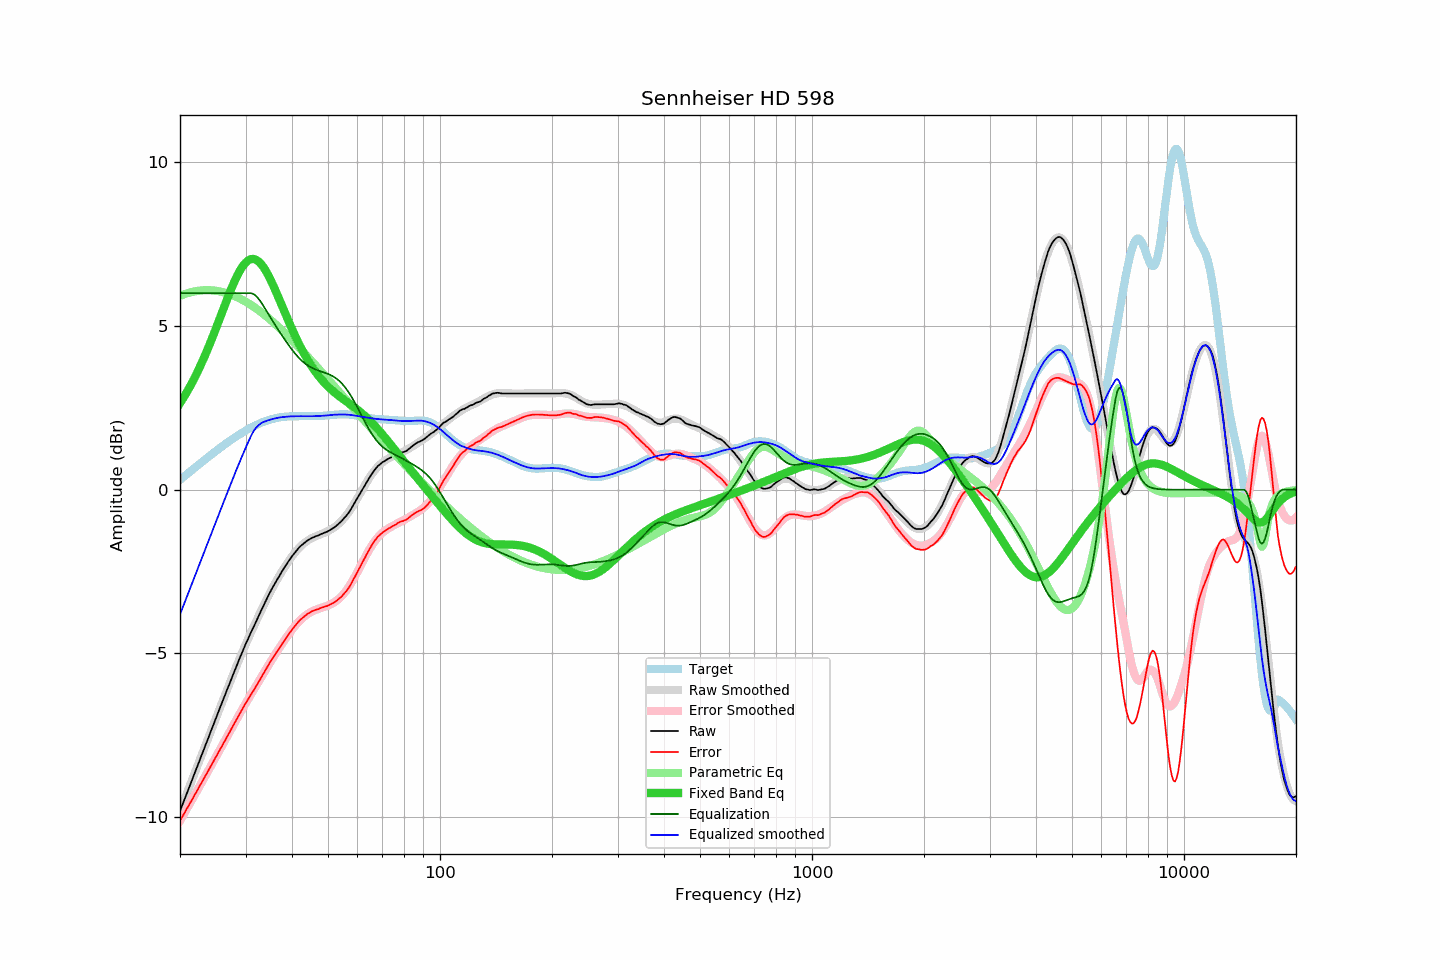 Sennheiser HD 598
Amplitude (dBr)
10
5
0
−5
−10
Target
Raw Smoothed
Error Smoothed
Raw
Error
Parametric Eq
Fixed Band Eq
Equalization
Equalized smoothed
100
1000
10000
Frequency (Hz)